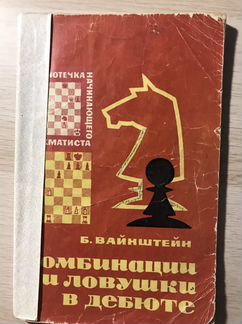 ИОТЕЧКА
НАЧИНАЮЩЕГО
ХМАТИСТА
Б. ВАЙНШТЕЙН
ОМБИНАЦИИ
И ЛОВУШКИ
В ДЕБЮТЕ